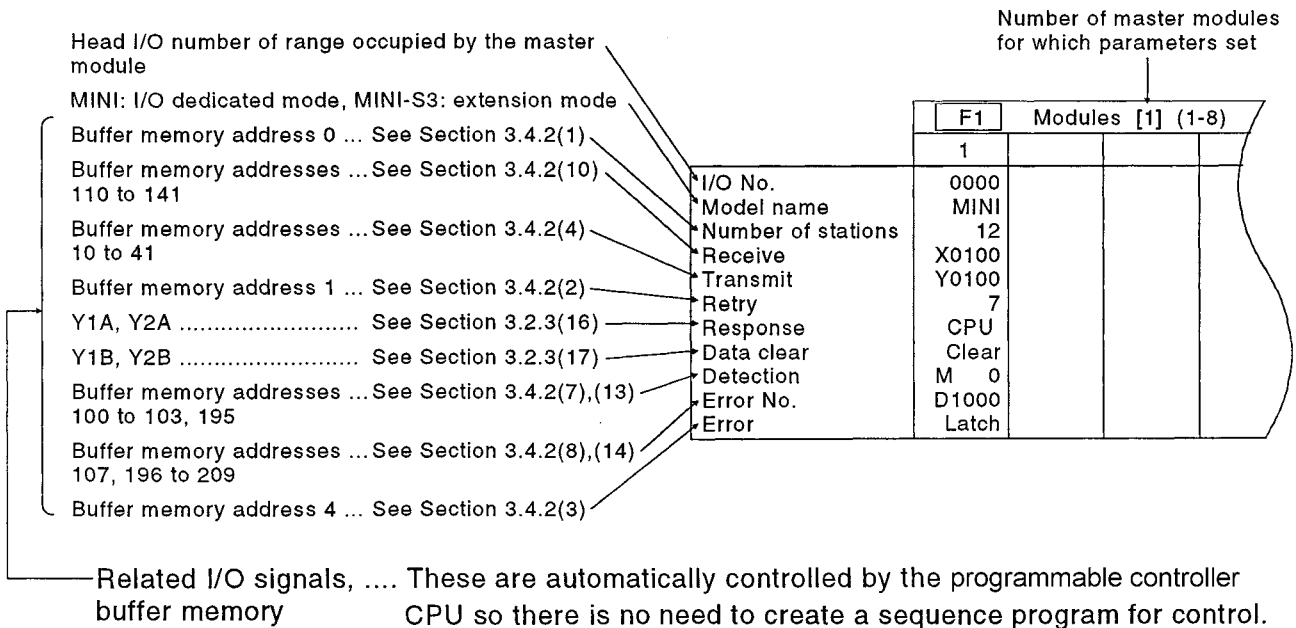 Number of master modules
for which parameters set
Head I/O number of range occupied by the master
module
MINI: I/O dedicated mode, MINI-S3: extension mode
Buffer memory address 0 ... See Section 3.4.2(1)
Buffer memory addresses ... See Section 3.4.2(10)
110 to 141
Buffer memory addresses ... See Section 3.4.2(4)
10 to 41
Buffer memory address 1 ... See Section 3.4.2(2)
Y1A, Y2A .......................... See Section 3.2.3(16)
Y1B, Y2B .......................... See Section 3.2.3(17)
Buffer memory addresses ... See Section 3.4.2(7),(13)
100 to 103, 195
Buffer memory addresses ... See Section 3.4.2(8),(14)
107, 196 to 209
Buffer memory address 4 ... See Section 3.4.2(3)
F1 Modules [1] (1-8)
1
I/O No. 0000
Model name MINI
Number of stations 12
Receive X0100
Transmit Y0100
Retry 7
Response CPU
Data clear Clear
Detection M 0
Error No. D1000
Error Latch
Related I/O signals, .... These are automatically controlled by the programmable controller
buffer memory CPU so there is no need to create a sequence program for control.